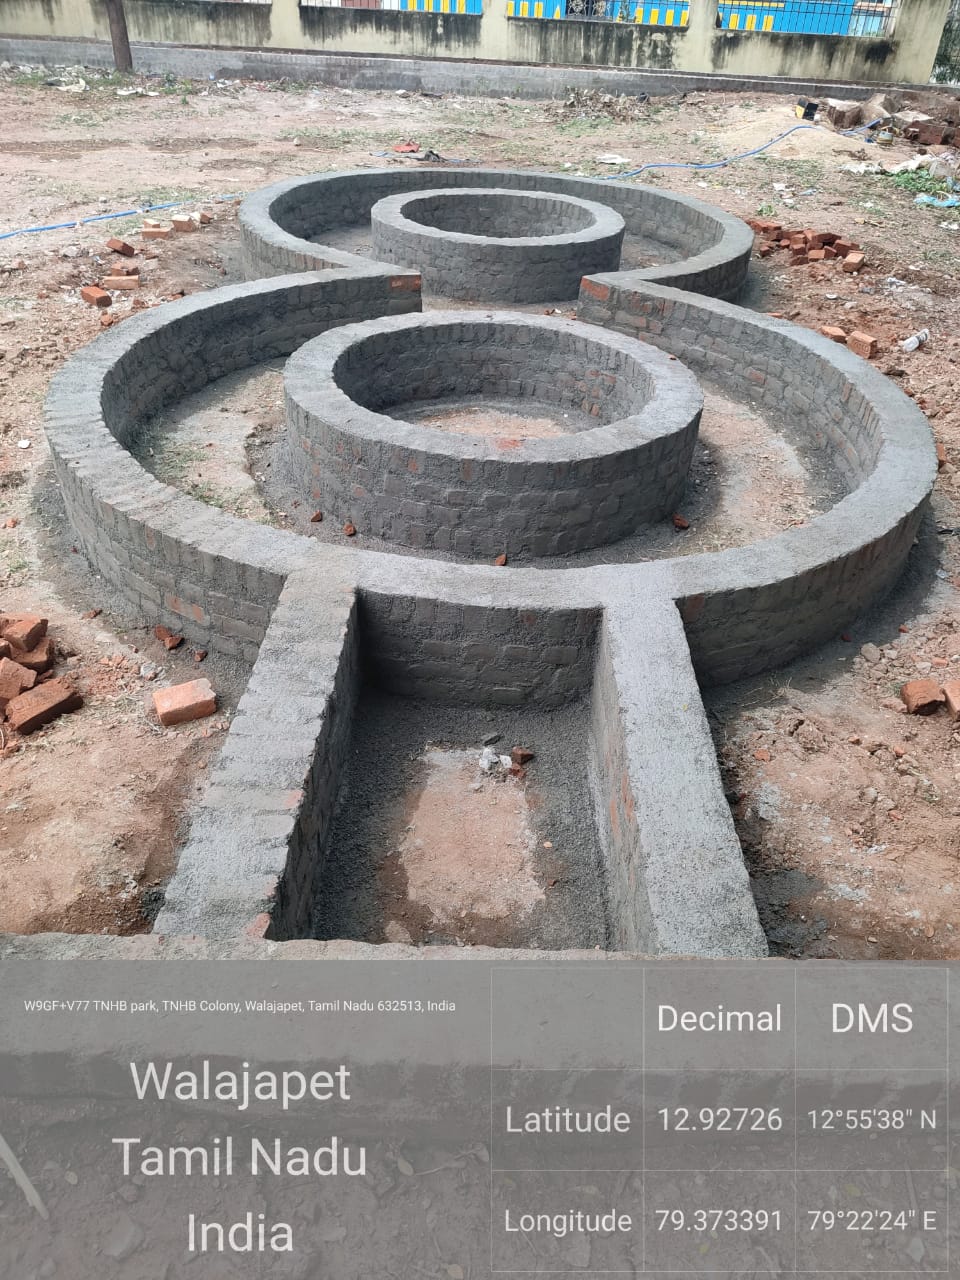 W9GF+V77 TNHB park, TNHB Colony, Walajapet, Tamil Nadu 632513, India
Walajapet
Tamil Nadu
India
Decimal DMS
Latitude 12.92726 12°55'38" N
Longitude 79.373391 79°22'24" E